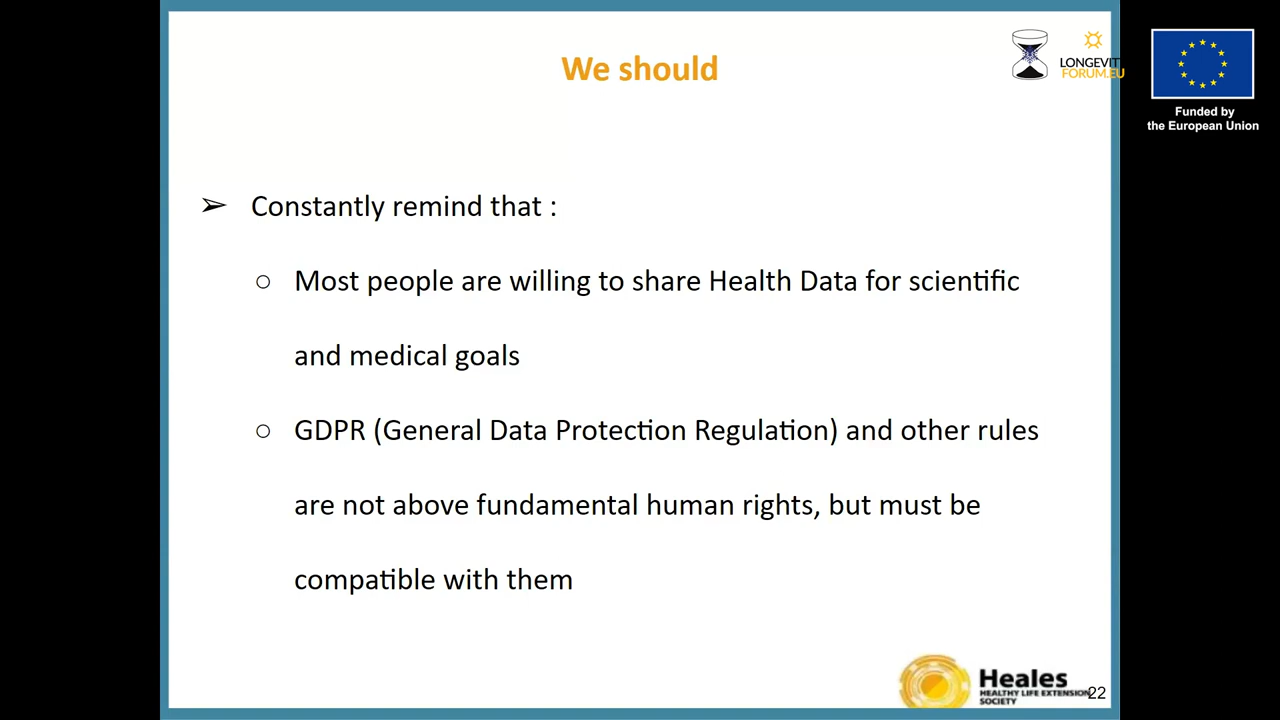 We should
LONGEVIT
FORUM.EU
Funded by
the European Union
➢ Constantly remind that :
○ Most people are willing to share Health Data for scientific
and medical goals
○ GDPR (General Data Protection Regulation) and other rules
are not above fundamental human rights, but must be
compatible with them
Heales
HEALTHY LIFE EXTENSION
SOCIETY
22